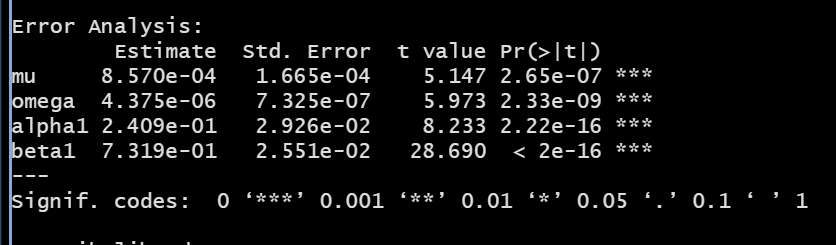 Error Analysis:
        Estimate  Std. Error  t value Pr(>|t|)
mu     8.570e-04   1.665e-04    5.147 2.65e-07 ***
omega  4.375e-06   7.325e-07    5.973 2.33e-09 ***
alpha1 2.409e-01   2.926e-02    8.233 2.22e-16 ***
beta1  7.319e-01   2.551e-02   28.690  < 2e-16 ***
---
Signif. codes:  0 ‘***’ 0.001 ‘**’ 0.01 ‘*’ 0.05 ‘.’ 0.1 ‘ ’ 1